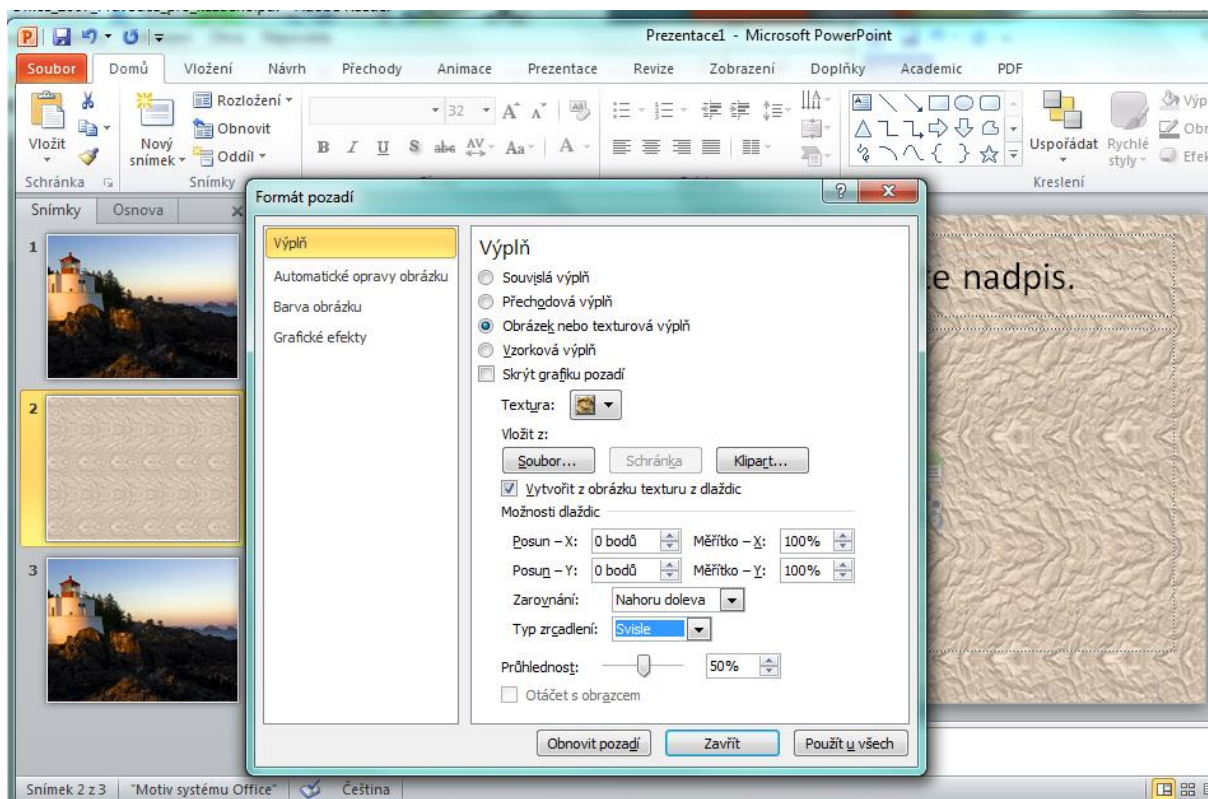 Prezentace1 - Microsoft PowerPoint
Soubor Domů Vložení Návrh Přechody Animace Prezentace Revize Zobrazení Doplňky Academic PDF
Vložit
Nový snímek
Rozložení
Obnovit
Oddíl
32
Uspořádat
Rychlé styly
Schránka Snímky Kreslení
Snímky Osnova
1
2
3
Formát pozadí
Výplň
Automatické opravy obrázku
Barva obrázku
Grafické efekty
Výplň
Souvislá výplň
Přechodová výplň
Obrázek nebo texturová výplň
Vzorková výplň
Skrýt grafiku pozadí
Textura:
Vložit z:
Soubor... Schránka Klipart...
Vytvořit z obrázku texturu z dlaždic
Možnosti dlaždic
Posun – X: 0 bodů Měřítko – X: 100%
Posun – Y: 0 bodů Měřítko – Y: 100%
Zarovnání: Nahoru doleva
Typ zrcadlení: Svisle
Průhlednost: 50%
Otáčet s obrazcem
Obnovit pozadí Zavřít Použít u všech
nadpis.
Snímek 2 z 3 "Motiv systému Office" Čeština